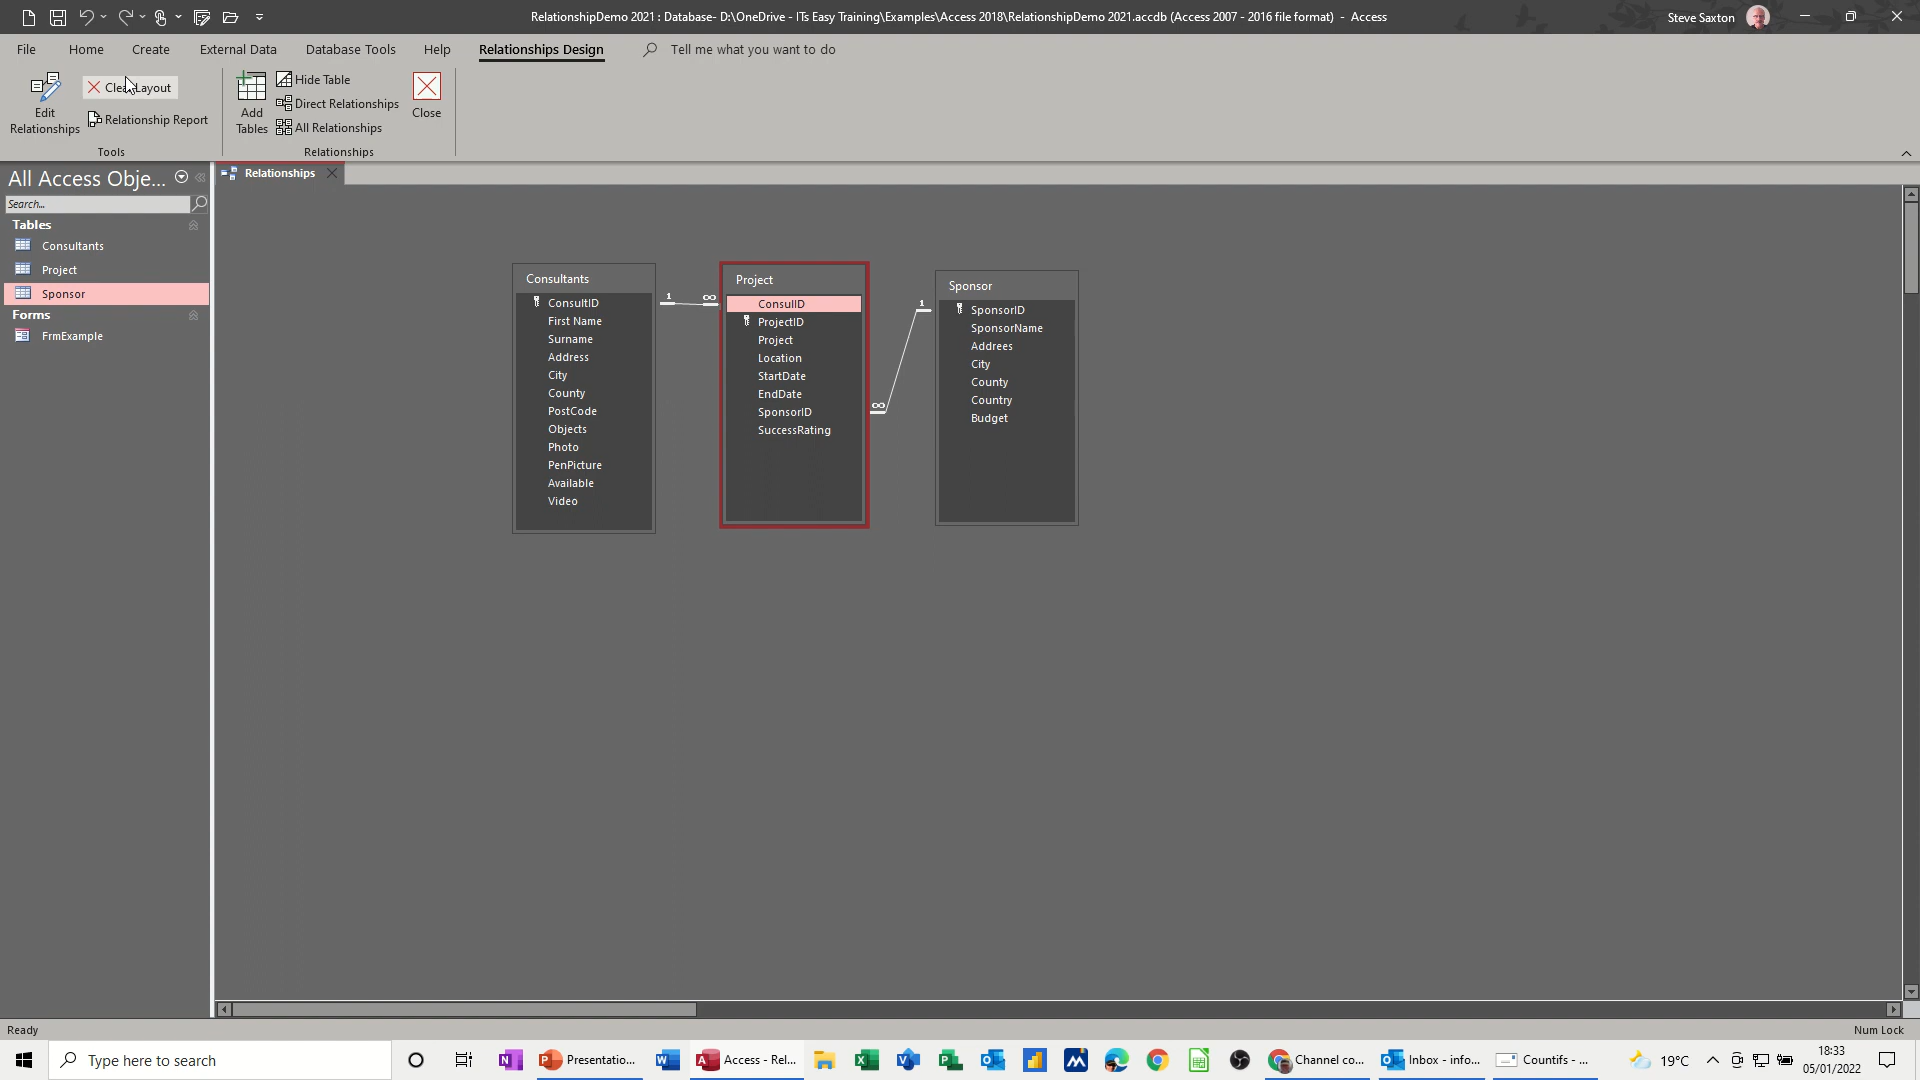 RelationshipDemo 2021 : Database- D:\OneDrive - ITs Easy Training\Examples\Access 2018\RelationshipDemo 2021.accdb (Access 2007 - 2016 file format) - Access
Steve Saxton
File Home Create External Data Database Tools Help Relationships Design Tell me what you want to do
Edit Relationships
Clear Layout
Relationship Report
Tools
Add Tables
Hide Table
Direct Relationships
All Relationships
Close
Relationships
All Access Obje...
Search...
Tables
Consultants
Project
Sponsor
Forms
FrmExample
Relationships
Consultants
ConsultID
First Name
Surname
Address
City
County
PostCode
Objects
Photo
PenPicture
Available
Video
1 ∞
Project
ConsulID
ProjectID
Project
Location
StartDate
EndDate
SponsorID
SuccessRating
∞ 1
Sponsor
SponsorID
SponsorName
Addrees
City
County
Country
Budget
Ready
Num Lock
Type here to search
Presentatio...
Access - Rel...
Channel co...
Inbox - info...
Countifs - ...
19°C
18:33
05/01/2022